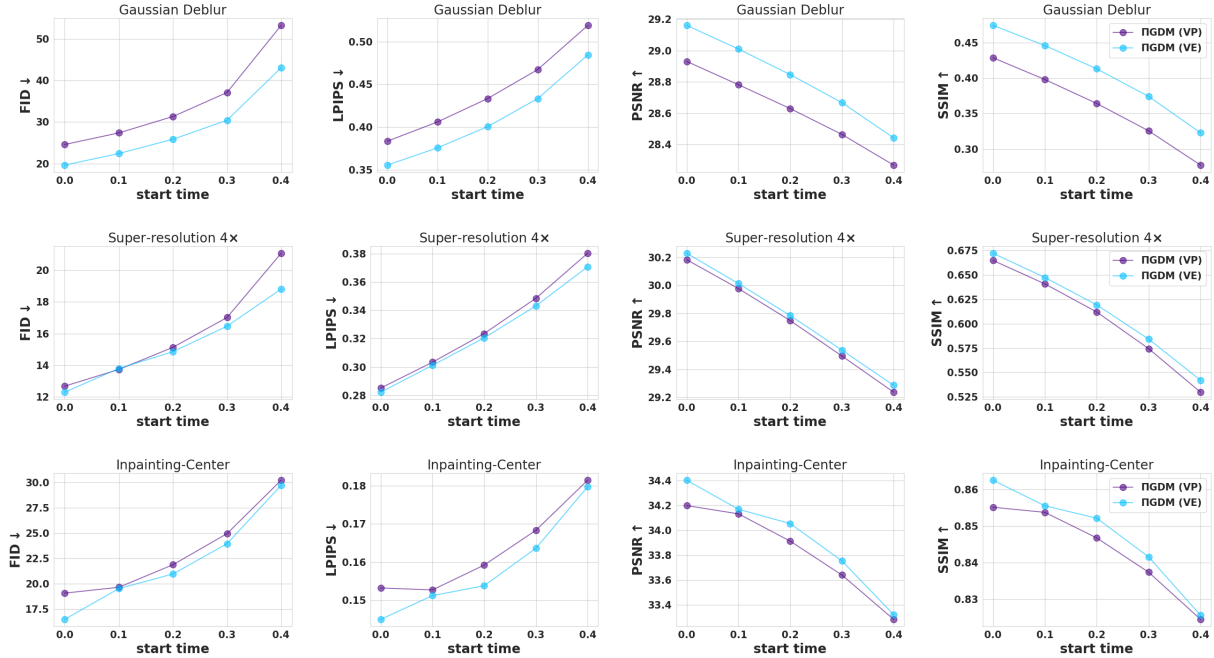 Gaussian Deblur
FID ↓
50
40
30
20
0.0 0.1 0.2 0.3 0.4
start time
Gaussian Deblur
LPIPS ↓
0.50
0.45
0.40
0.35
0.0 0.1 0.2 0.3 0.4
start time
Gaussian Deblur
PSNR ↑
29.2
29.0
28.8
28.6
28.4
0.0 0.1 0.2 0.3 0.4
start time
Gaussian Deblur
SSIM ↑
0.45
0.40
0.35
0.30
ΠGDM (VP)
ΠGDM (VE)
0.0 0.1 0.2 0.3 0.4
start time
Super-resolution 4×
FID ↓
20
18
16
14
12
0.0 0.1 0.2 0.3 0.4
start time
Super-resolution 4×
LPIPS ↓
0.38
0.36
0.34
0.32
0.30
0.28
0.0 0.1 0.2 0.3 0.4
start time
Super-resolution 4×
PSNR ↑
30.2
30.0
29.8
29.6
29.4
29.2
0.0 0.1 0.2 0.3 0.4
start time
Super-resolution 4×
SSIM ↑
0.675
0.650
0.625
0.600
0.575
0.550
0.525
ΠGDM (VP)
ΠGDM (VE)
0.0 0.1 0.2 0.3 0.4
start time
Inpainting-Center
FID ↓
30.0
27.5
25.0
22.5
20.0
17.5
0.0 0.1 0.2 0.3 0.4
start time
Inpainting-Center
LPIPS ↓
0.18
0.17
0.16
0.15
0.0 0.1 0.2 0.3 0.4
start time
Inpainting-Center
PSNR ↑
34.4
34.2
34.0
33.8
33.6
33.4
0.0 0.1 0.2 0.3 0.4
start time
Inpainting-Center
SSIM ↑
0.86
0.85
0.84
0.83
ΠGDM (VP)
ΠGDM (VE)
0.0 0.1 0.2 0.3 0.4
start time